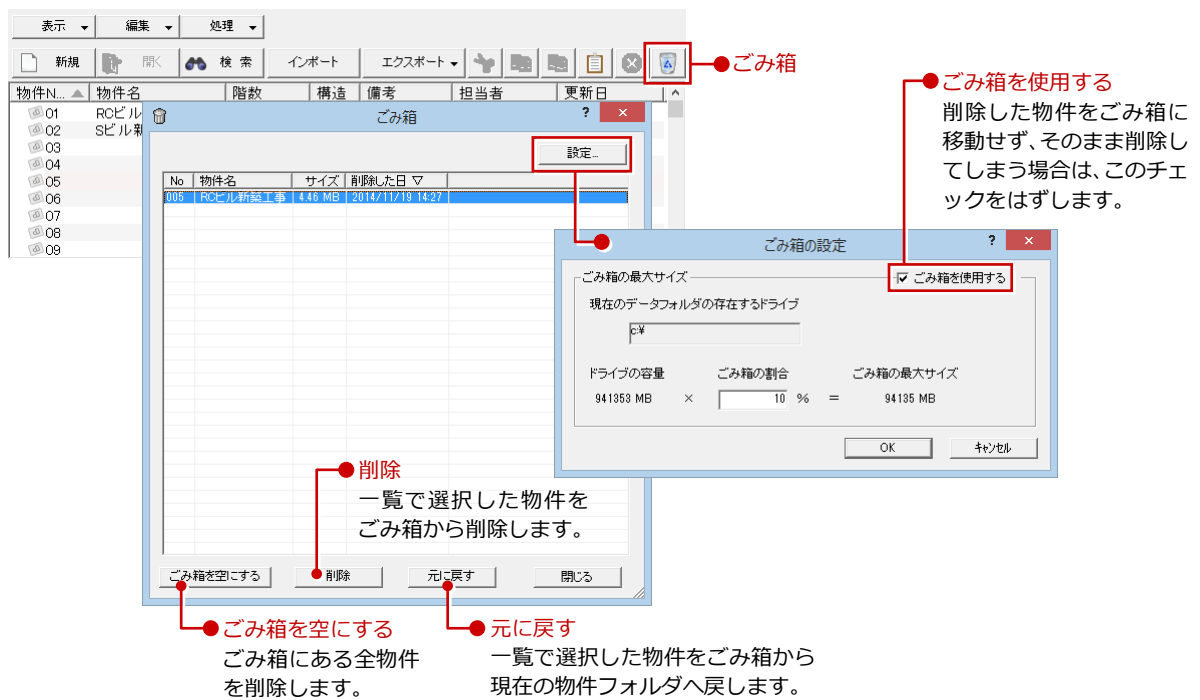 表示 編集 処理
新規 開く 検 索 インポート エクスポート
ごみ箱
物件N... 物件名 階数 構造 備考 担当者 更新日
01 RCビル
02 Sビル新
03
04
05
06
07
08
09
ごみ箱 ? ×
設定...
No 物件名 サイズ 削除した日 ▽
005 RCビル新築工事 4.46 MB 2014/11/19 14:27
ごみ箱を使用する
削除した物件をごみ箱に
移動せず、そのまま削除し
てしまう場合は、このチェ
ックをはずします。
ごみ箱の設定 ? ×
ごみ箱の最大サイズ
ごみ箱を使用する
現在のデータフォルダの存在するドライブ
c:¥
ドライブの容量 ごみ箱の割合 ごみ箱の最大サイズ
941353 MB × 10 % = 94135 MB
OK キャンセル
削除
一覧で選択した物件を
ごみ箱から削除します。
ごみ箱を空にする 削除 元に戻す 閉じる
ごみ箱を空にする
ごみ箱にある全物件
を削除します。
元に戻す
一覧で選択した物件をごみ箱から
現在の物件フォルダへ戻します。